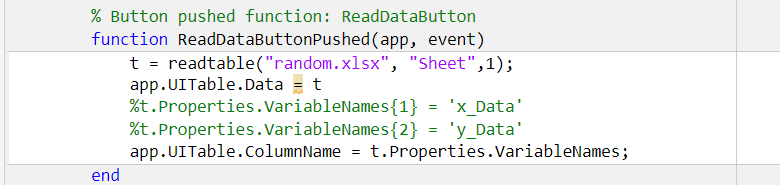 % Button pushed function: ReadDataButton
function ReadDataButtonPushed(app, event)
t = readtable("random.xlsx", "Sheet",1);
app.UITable.Data = t
%t.Properties.VariableNames{1} = 'x_Data'
%t.Properties.VariableNames{2} = 'y_Data'
app.UITable.ColumnName = t.Properties.VariableNames;
end